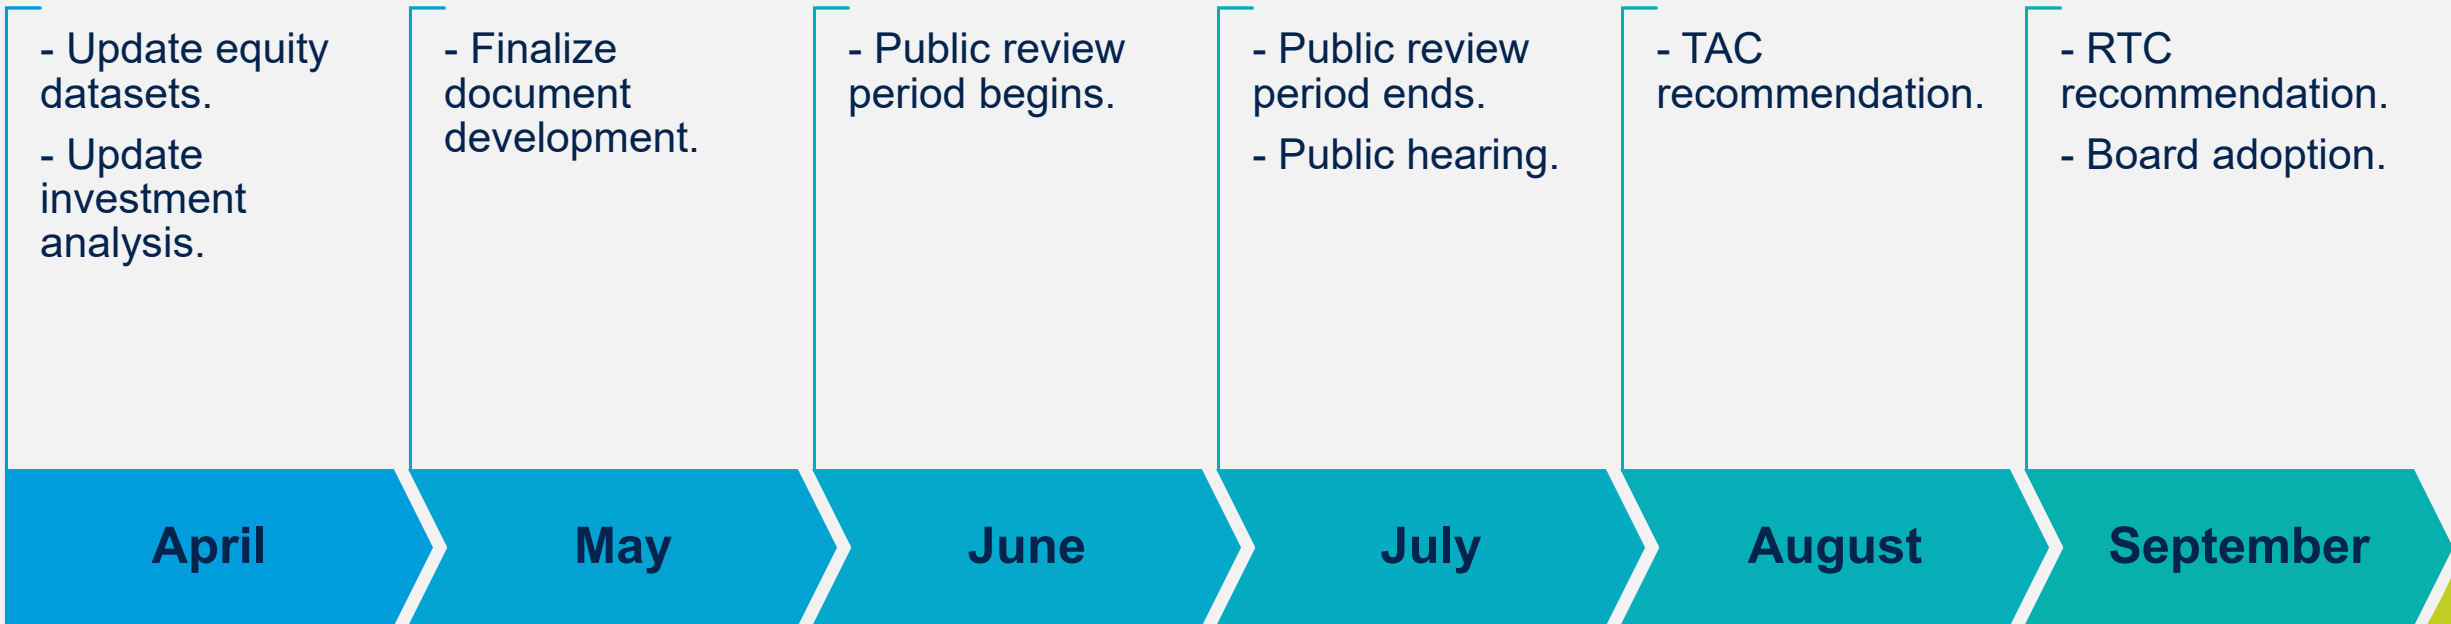 - Update equity
datasets.
- Update
investment
analysis.
- Finalize
document
development.
- Public review
period begins.
- Public review
period ends.
- Public hearing.
- TAC
recommendation.
- RTC
recommendation.
- Board adoption.
April
May
June
July
August
September